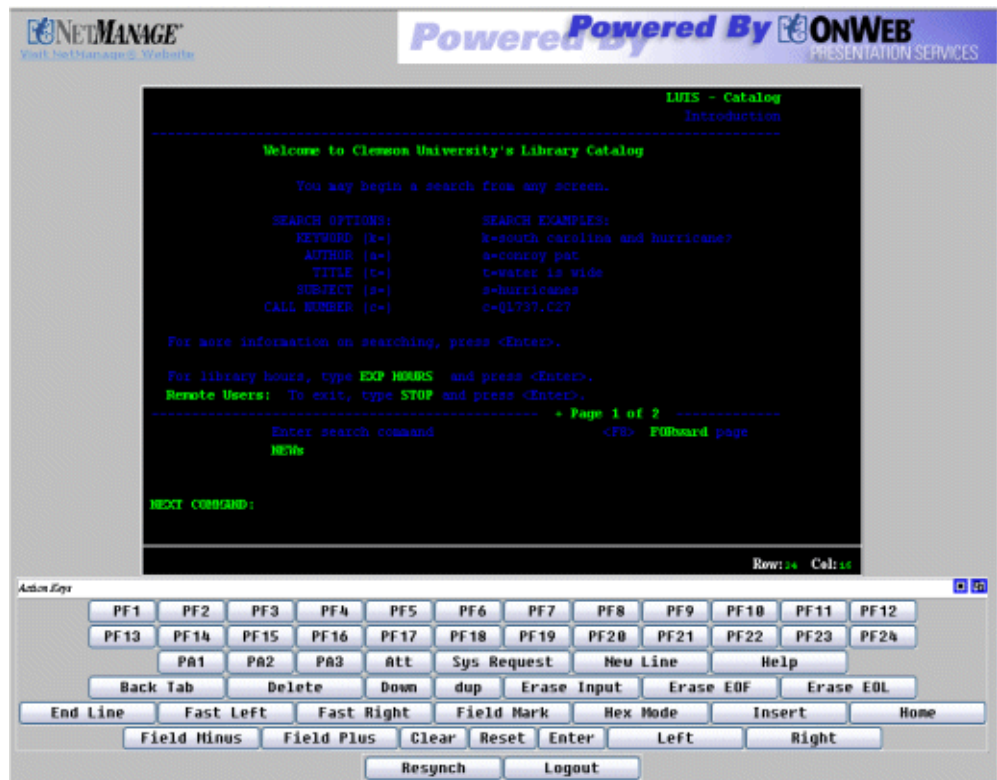 NETMANAGE
Visit NetManage® Website
Powered By Powered By ONWEB
PRESENTATION SERVICES
LUIS - Catalog
Introduction
Welcome to Clemson University's Library Catalog
You may begin a search from any screen.
SEARCH OPTIONS: SEARCH EXAMPLES:
KEYWORD (k=) k=south carolina and hurricane?
AUTHOR (a=) a=conroy pat
TITLE (t=) t=water is wide
SUBJECT (s=) s=hurricanes
CALL NUMBER (c=) c=QL737.C27
For more information on searching, press <Enter>.
For library hours, type EXP HOURS and press <Enter>.
Remote Users: To exit, type STOP and press <Enter>.
+ Page 1 of 2
Enter search command <F8> FORward page
NEWs
NEXT COMMAND:
Row:24 Col:16
Action Keys
PF1 PF2 PF3 PF4 PF5 PF6 PF7 PF8 PF9 PF10 PF11 PF12
PF13 PF14 PF15 PF16 PF17 PF18 PF19 PF20 PF21 PF22 PF23 PF24
PA1 PA2 PA3 Att Sys Request New Line Help
Back Tab Delete Down dup Erase Input Erase EOF Erase EOL
End Line Fast Left Fast Right Field Mark Hex Mode Insert Home
Field Minus Field Plus Clear Reset Enter Left Right
Resynch Logout